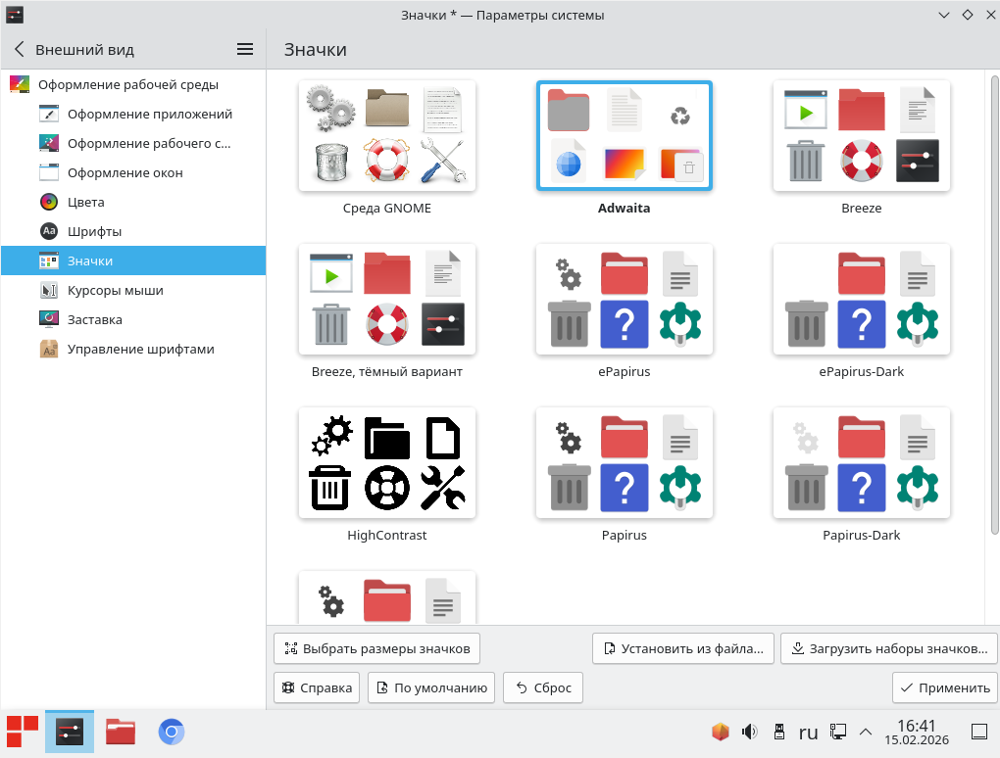 Значки * — Параметры системы
Внешний вид
Значки
Оформление рабочей среды
Оформление приложений
Оформление рабочего с...
Оформление окон
Цвета
Шрифты
Значки
Курсоры мыши
Заставка
Управление шрифтами
Среда GNOME
Adwaita
Breeze
Breeze, тёмный вариант
ePapirus
ePapirus-Dark
HighContrast
Papirus
Papirus-Dark
Выбрать размеры значков
Установить из файла...
Загрузить наборы значков...
Справка
По умолчанию
Сброс
Применить
ru
16:41
15.02.2026